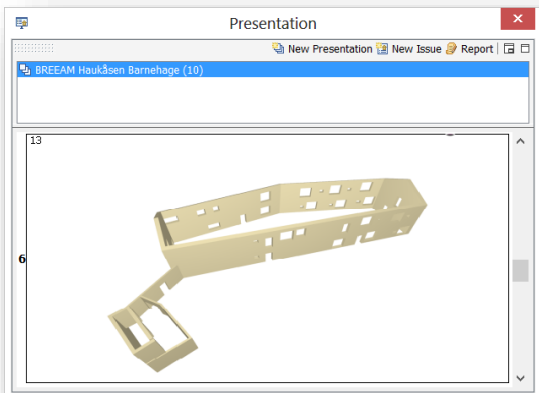 Presentation
New Presentation New Issue Report
BREEAM Haukåsen Barnehage (10)
13
6